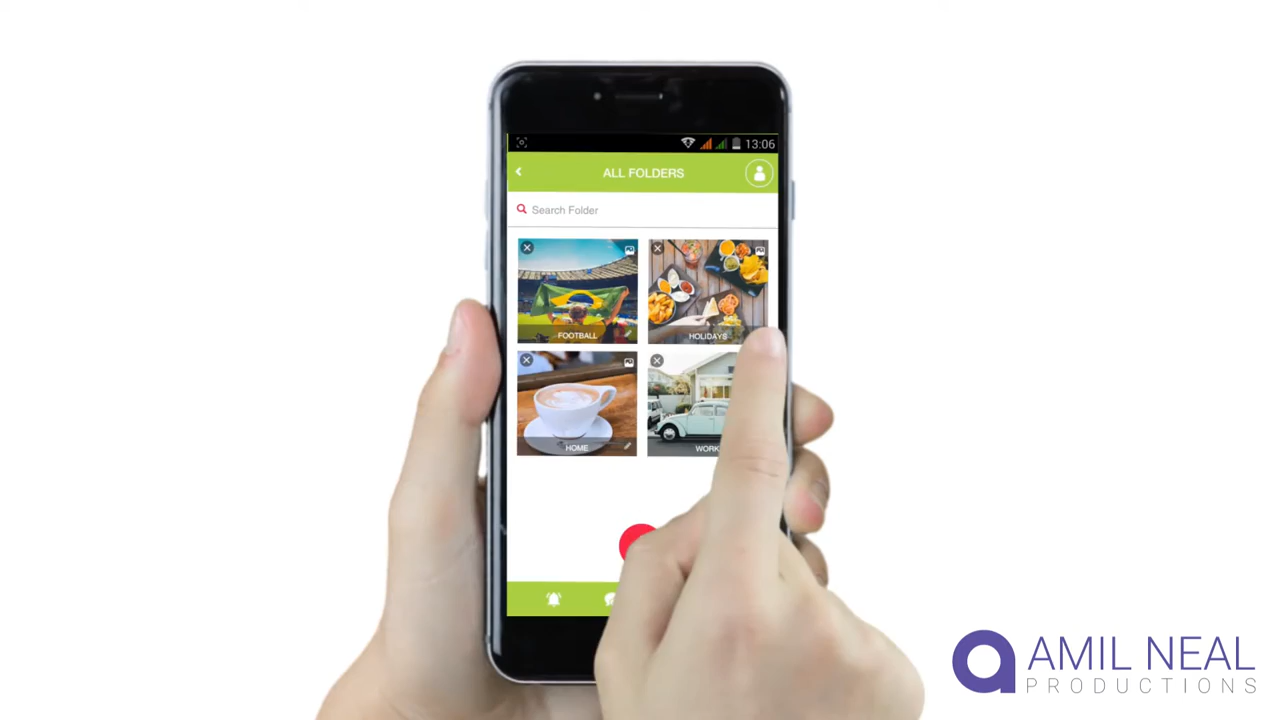 13:06
ALL FOLDERS
Search Folder
FOOTBALL
HOLIDAYS
HOME
WORK
AMIL NEAL
PRODUCTIONS